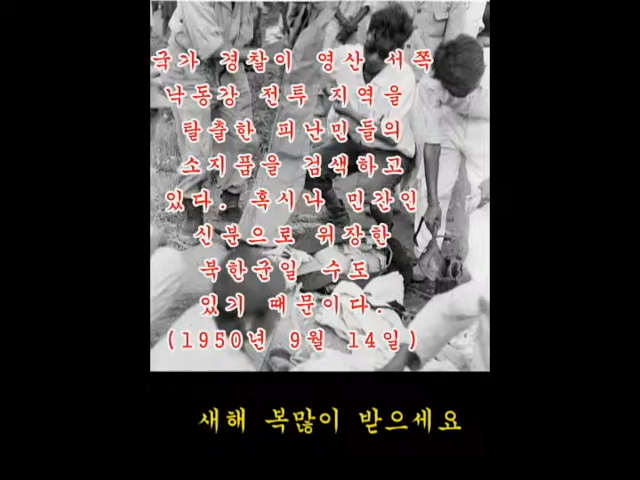 국가 경찰이 영산 서쪽
낙동강 전투 지역을
탈출한 피난민들의
소지품을 검색하고
있다. 혹시나 민간인
신분으로 위장한
북한군일 수도
있기 때문이다.
(1950년 9월 14일)
새해 복많이 받으세요